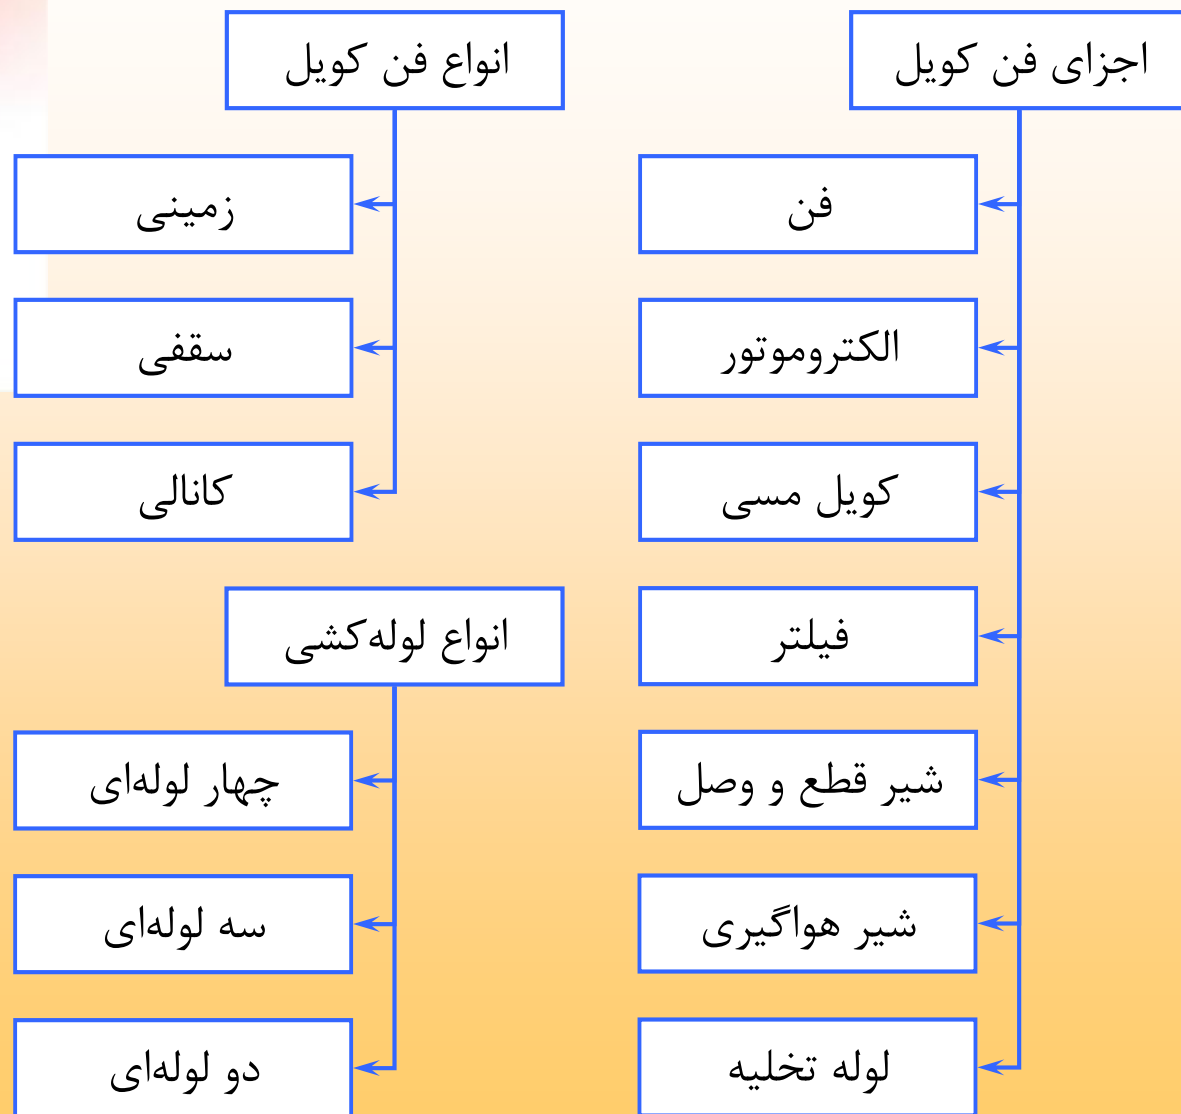 اجزای فن کویل
فن
الکتروموتور
کویل مسی
فیلتر
شیر قطع و وصل
شیر هواگیری
لوله تخلیه
انواع فن کویل
زمینی
سقفی
کانالی
انواع لوله‌کشی
چهار لوله‌ای
سه لوله‌ای
دو لوله‌ای